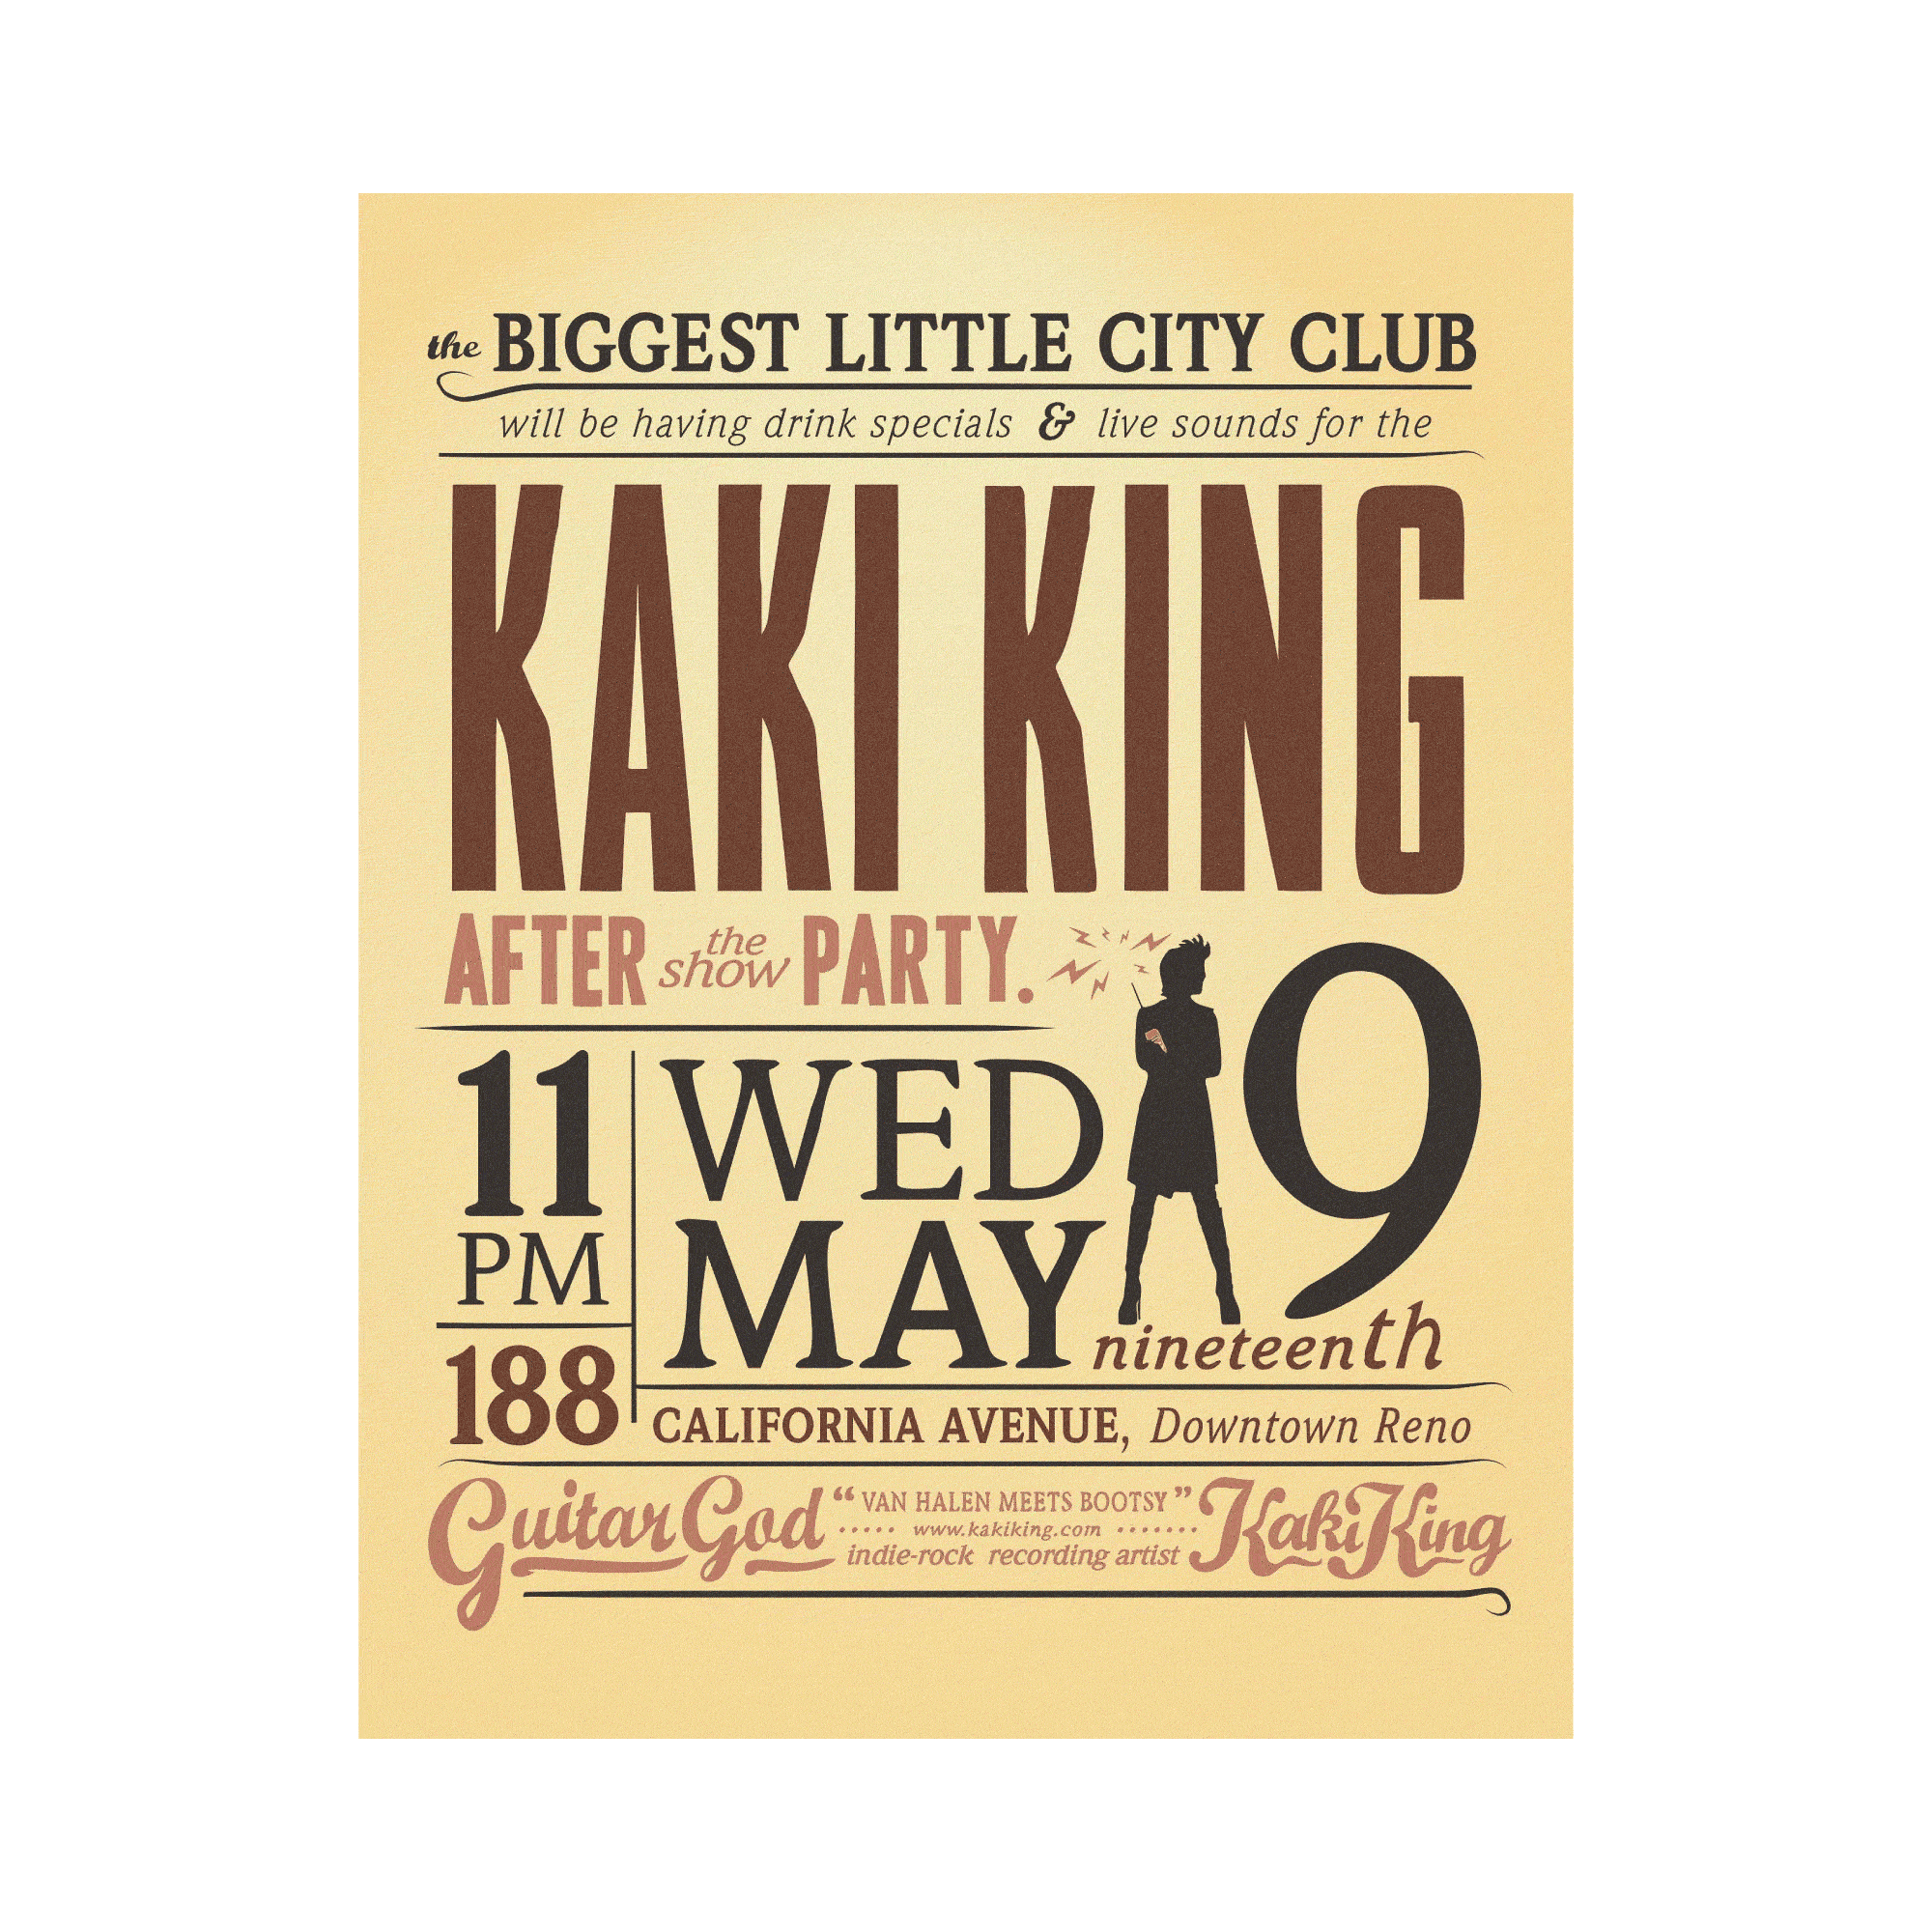 the BIGGEST LITTLE CITY CLUB
will be having drink specials & live sounds for the
KAKI KING
AFTER the show PARTY.
11 PM
WED
MAY 9
nineteenth
188 CALIFORNIA AVENUE, Downtown Reno
Guitar God
“VAN HALEN MEETS BOOTSY”
..... www.kakiking.com .......
indie-rock recording artist
Kaki King